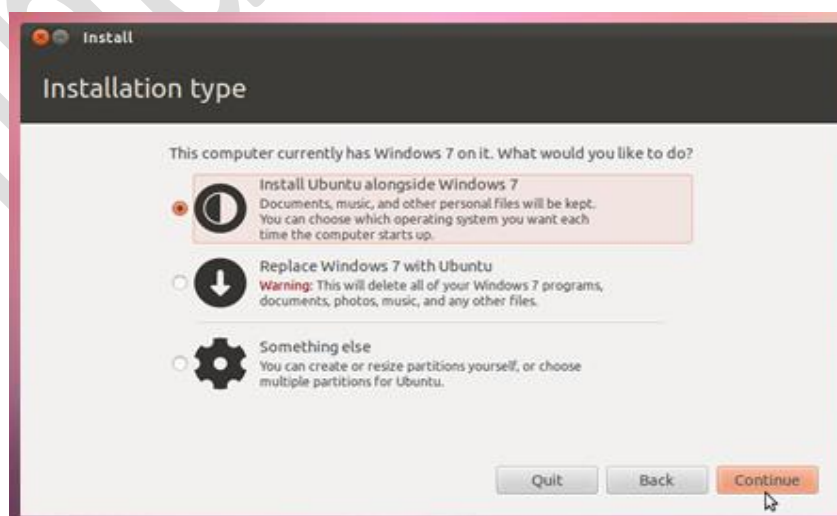 Install
Installation type
This computer currently has Windows 7 on it. What would you like to do?
Install Ubuntu alongside Windows 7
Documents, music, and other personal files will be kept.
You can choose which operating system you want each
time the computer starts up.
Replace Windows 7 with Ubuntu
Warning: This will delete all of your Windows 7 programs,
documents, photos, music, and any other files.
Something else
You can create or resize partitions yourself, or choose
multiple partitions for Ubuntu.
Quit Back Continue